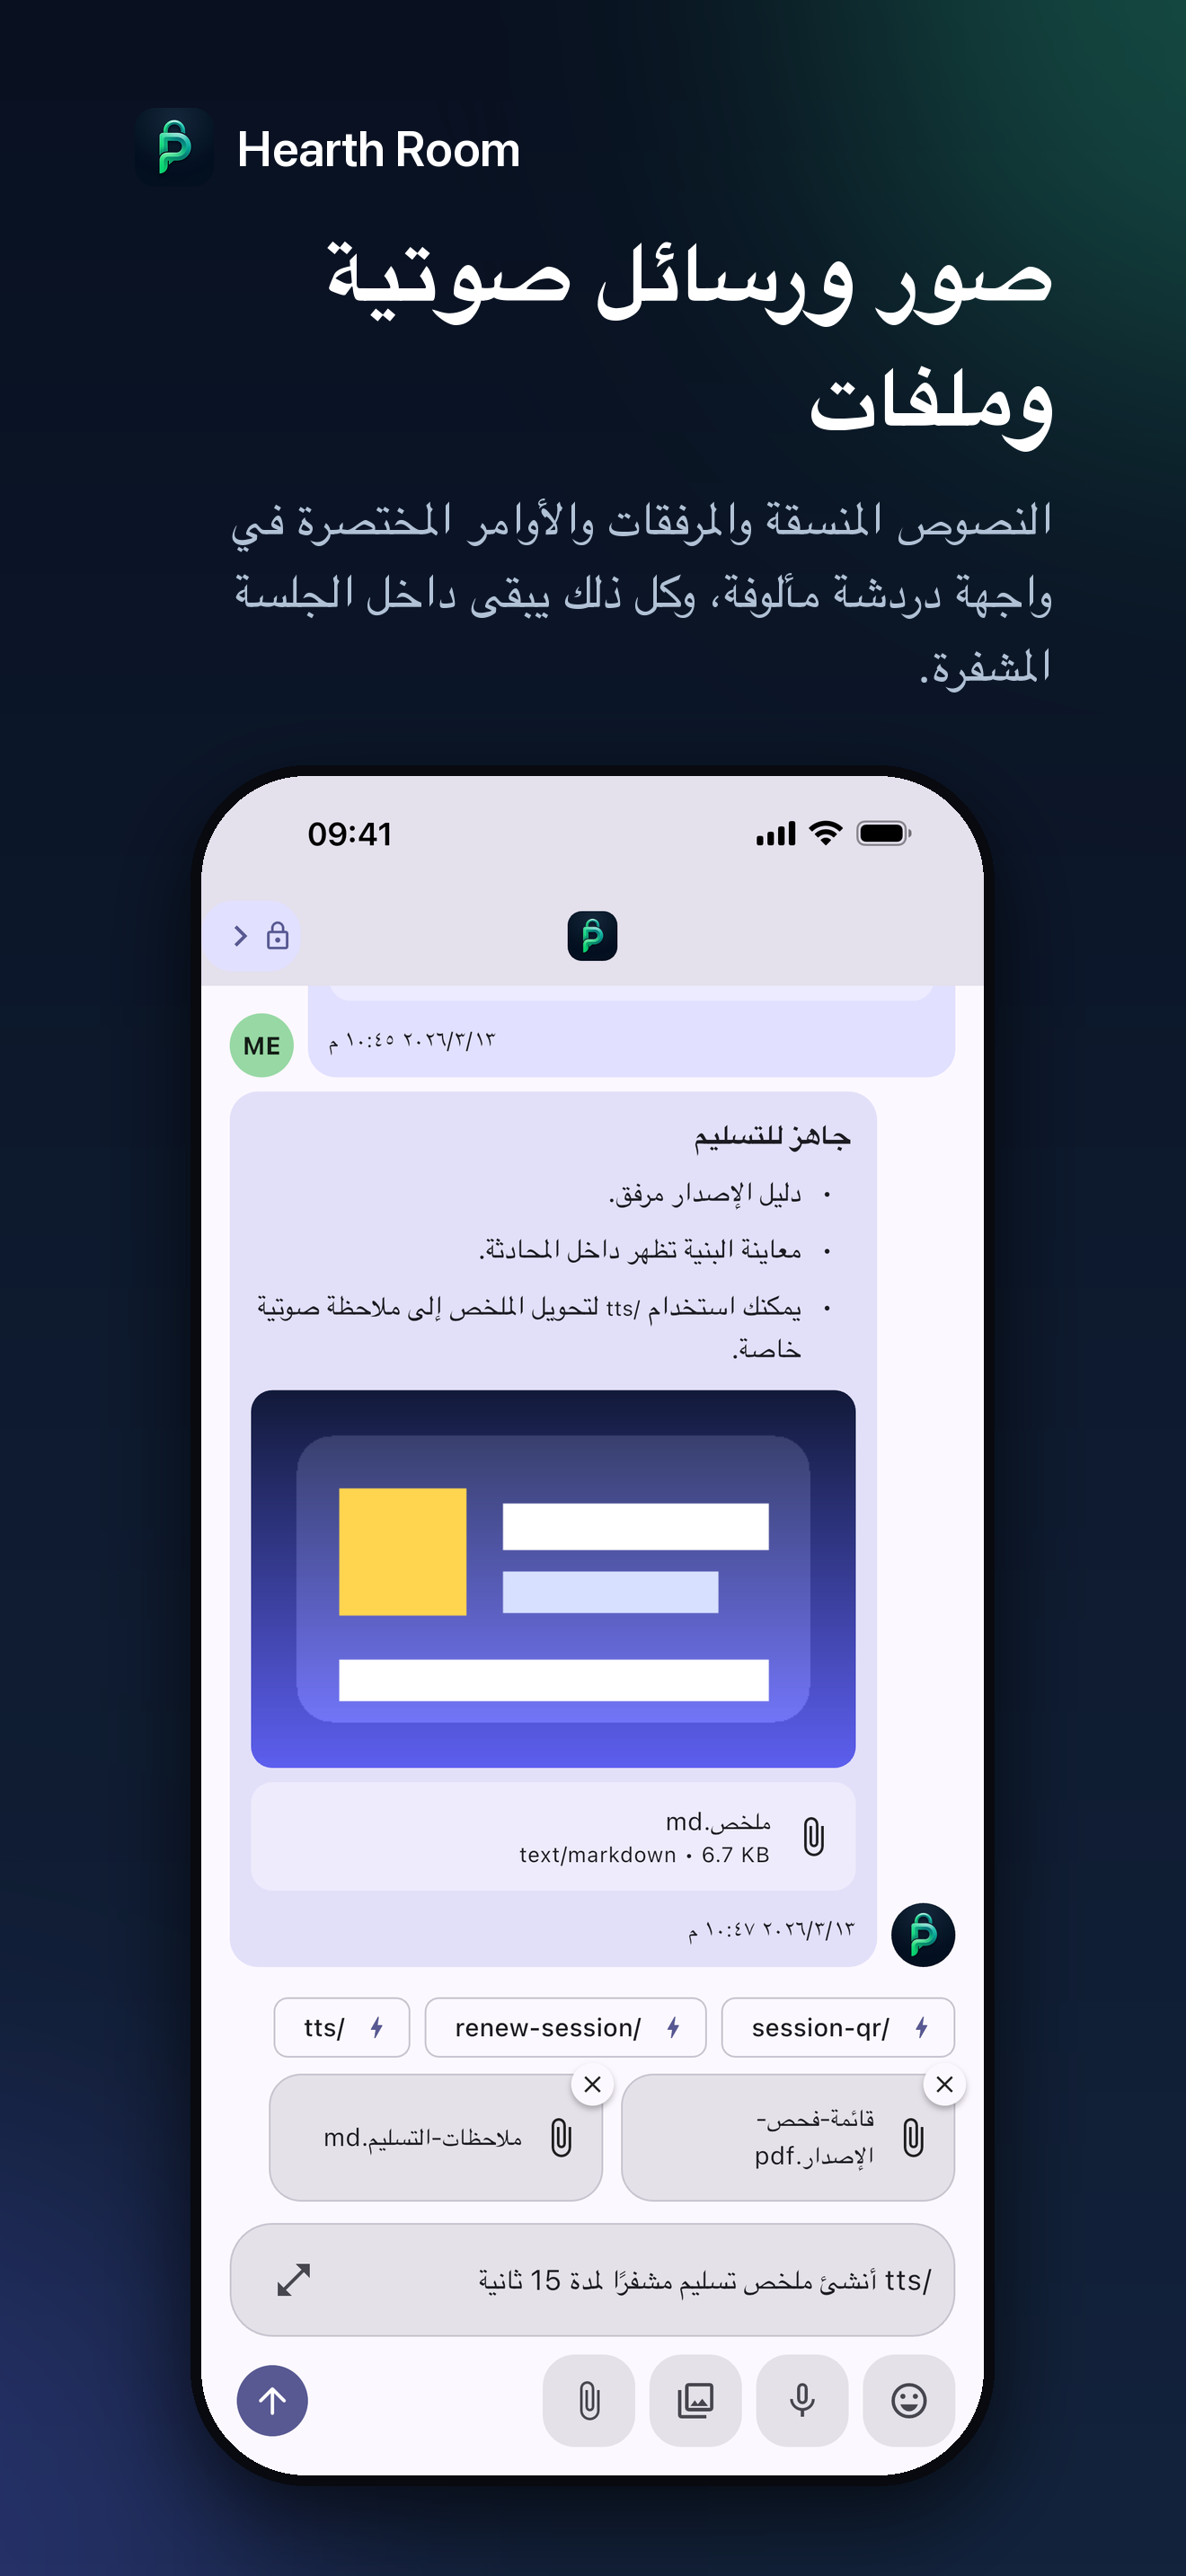 Hearth Room
صور ورسائل صوتية
وملفات
النصوص المنسقة والمرفقات والأوامر المختصرة في
واجهة دردشة مألوفة، وكل ذلك يبقى داخل الجلسة
المشفرة.
09:41
ME
١٣‏/٣‏/٢٠٢٦ ١٠:٤٥ م
جاهز للتسليم
• دليل الإصدار مرفق.
• معاينة البنية تظهر داخل المحادثة.
• يمكنك استخدام /tts لتحويل الملخص إلى ملاحظة صوتية
خاصة.
ملخص.md
text/markdown • 6.7 KB
١٣‏/٣‏/٢٠٢٦ ١٠:٤٧ م
session-qr/
renew-session/
tts/
قائمة-فحص-
الإصدار.pdf
ملاحظات-التسليم.md
/tts أنشئ ملخص تسليم مشفرًا لمدة 15 ثانية